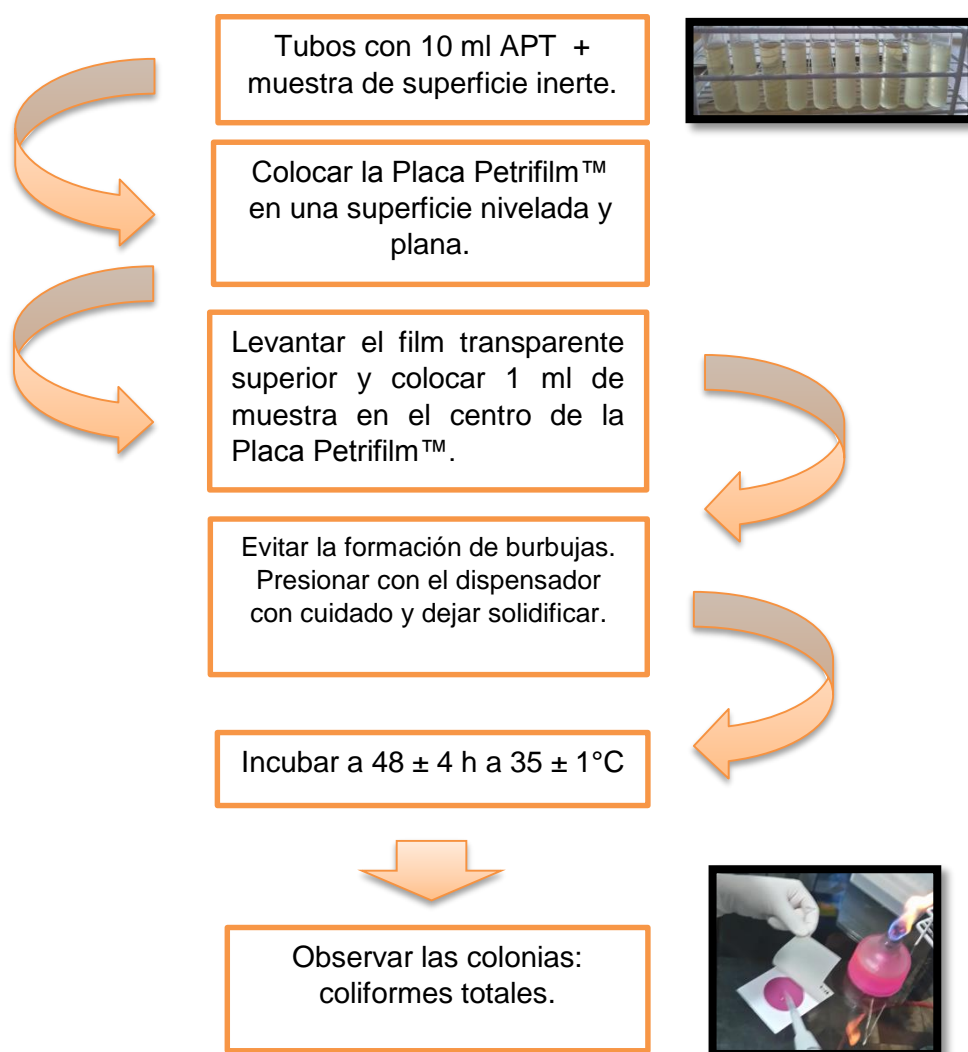 Tubos con 10 ml APT +
muestra de superficie inerte.
Colocar la Placa Petrifilm™
en una superficie nivelada y
plana.
Levantar el film transparente
superior y colocar 1 ml de
muestra en el centro de la
Placa Petrifilm™.
Evitar la formación de burbujas.
Presionar con el dispensador
con cuidado y dejar solidificar.
Incubar a 48 ± 4 h a 35 ± 1°C
Observar las colonias:
coliformes totales.